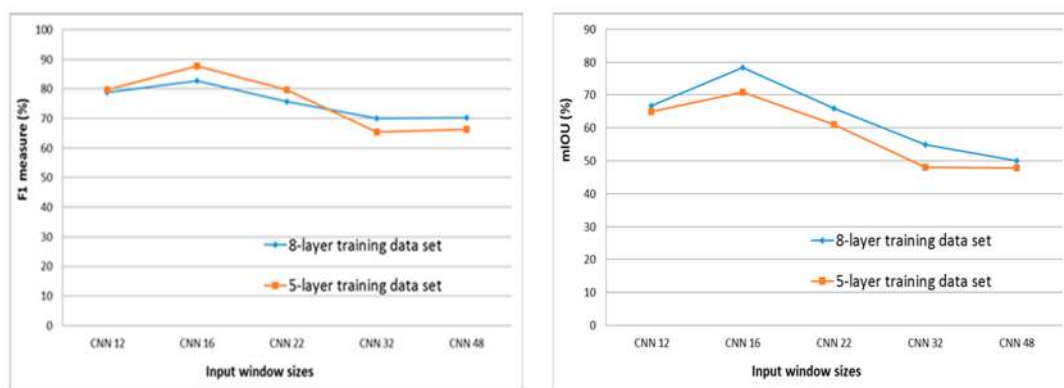 100
90
80
70
60
50
40
30
20
10
0
F1 measure (%)
8-layer training data set
5-layer training data set
CNN 12 CNN 16 CNN 22 CNN 32 CNN 48
Input window sizes
90
80
70
60
50
40
30
20
10
0
mIOU (%)
8-layer training data set
5-layer training data set
CNN 12 CNN 16 CNN 22 CNN 32 CNN 48
Input window sizes